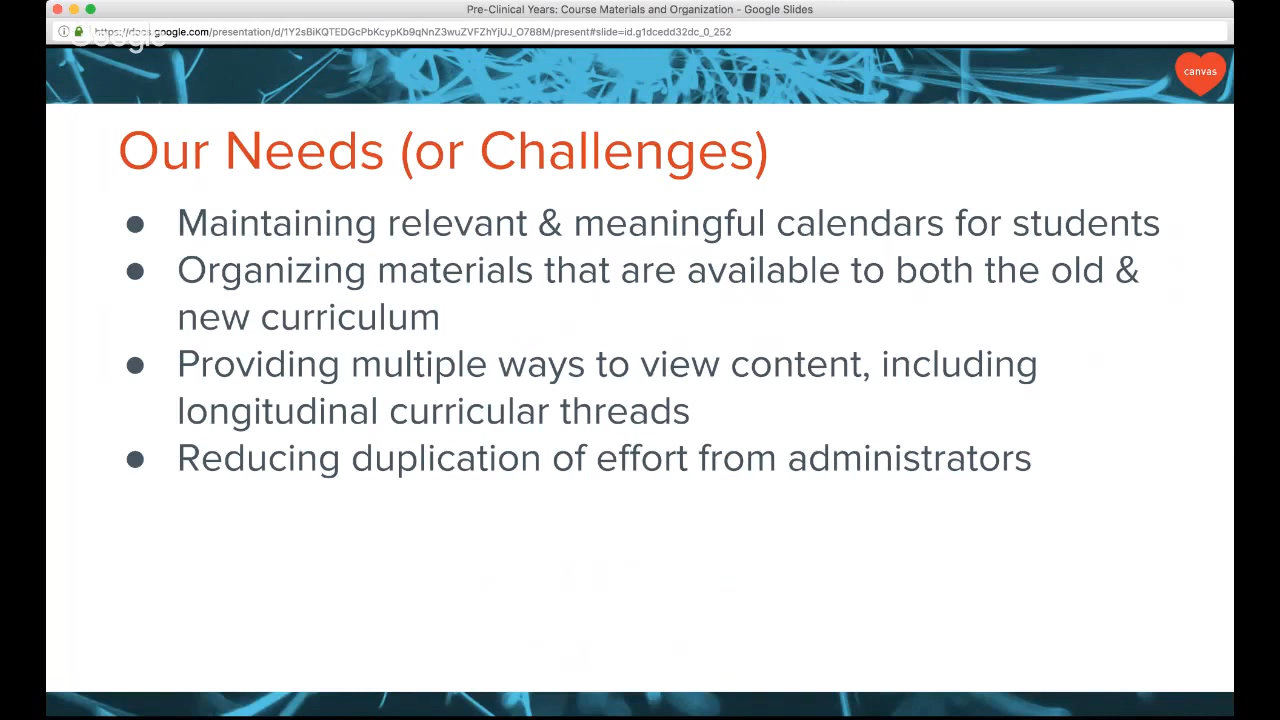 Pre-Clinical Years: Course Materials and Organization - Google Slides
https://docs.google.com/presentation/d/1Y2sBiKQTEDGcPbKcypKb9qNnZ3wuZVFZhYjUJ_O788M/present#slide=id.g1dcedd32dc_0_252
Google
canvas
Our Needs (or Challenges)
● Maintaining relevant & meaningful calendars for students
● Organizing materials that are available to both the old &
new curriculum
● Providing multiple ways to view content, including
longitudinal curricular threads
● Reducing duplication of effort from administrators